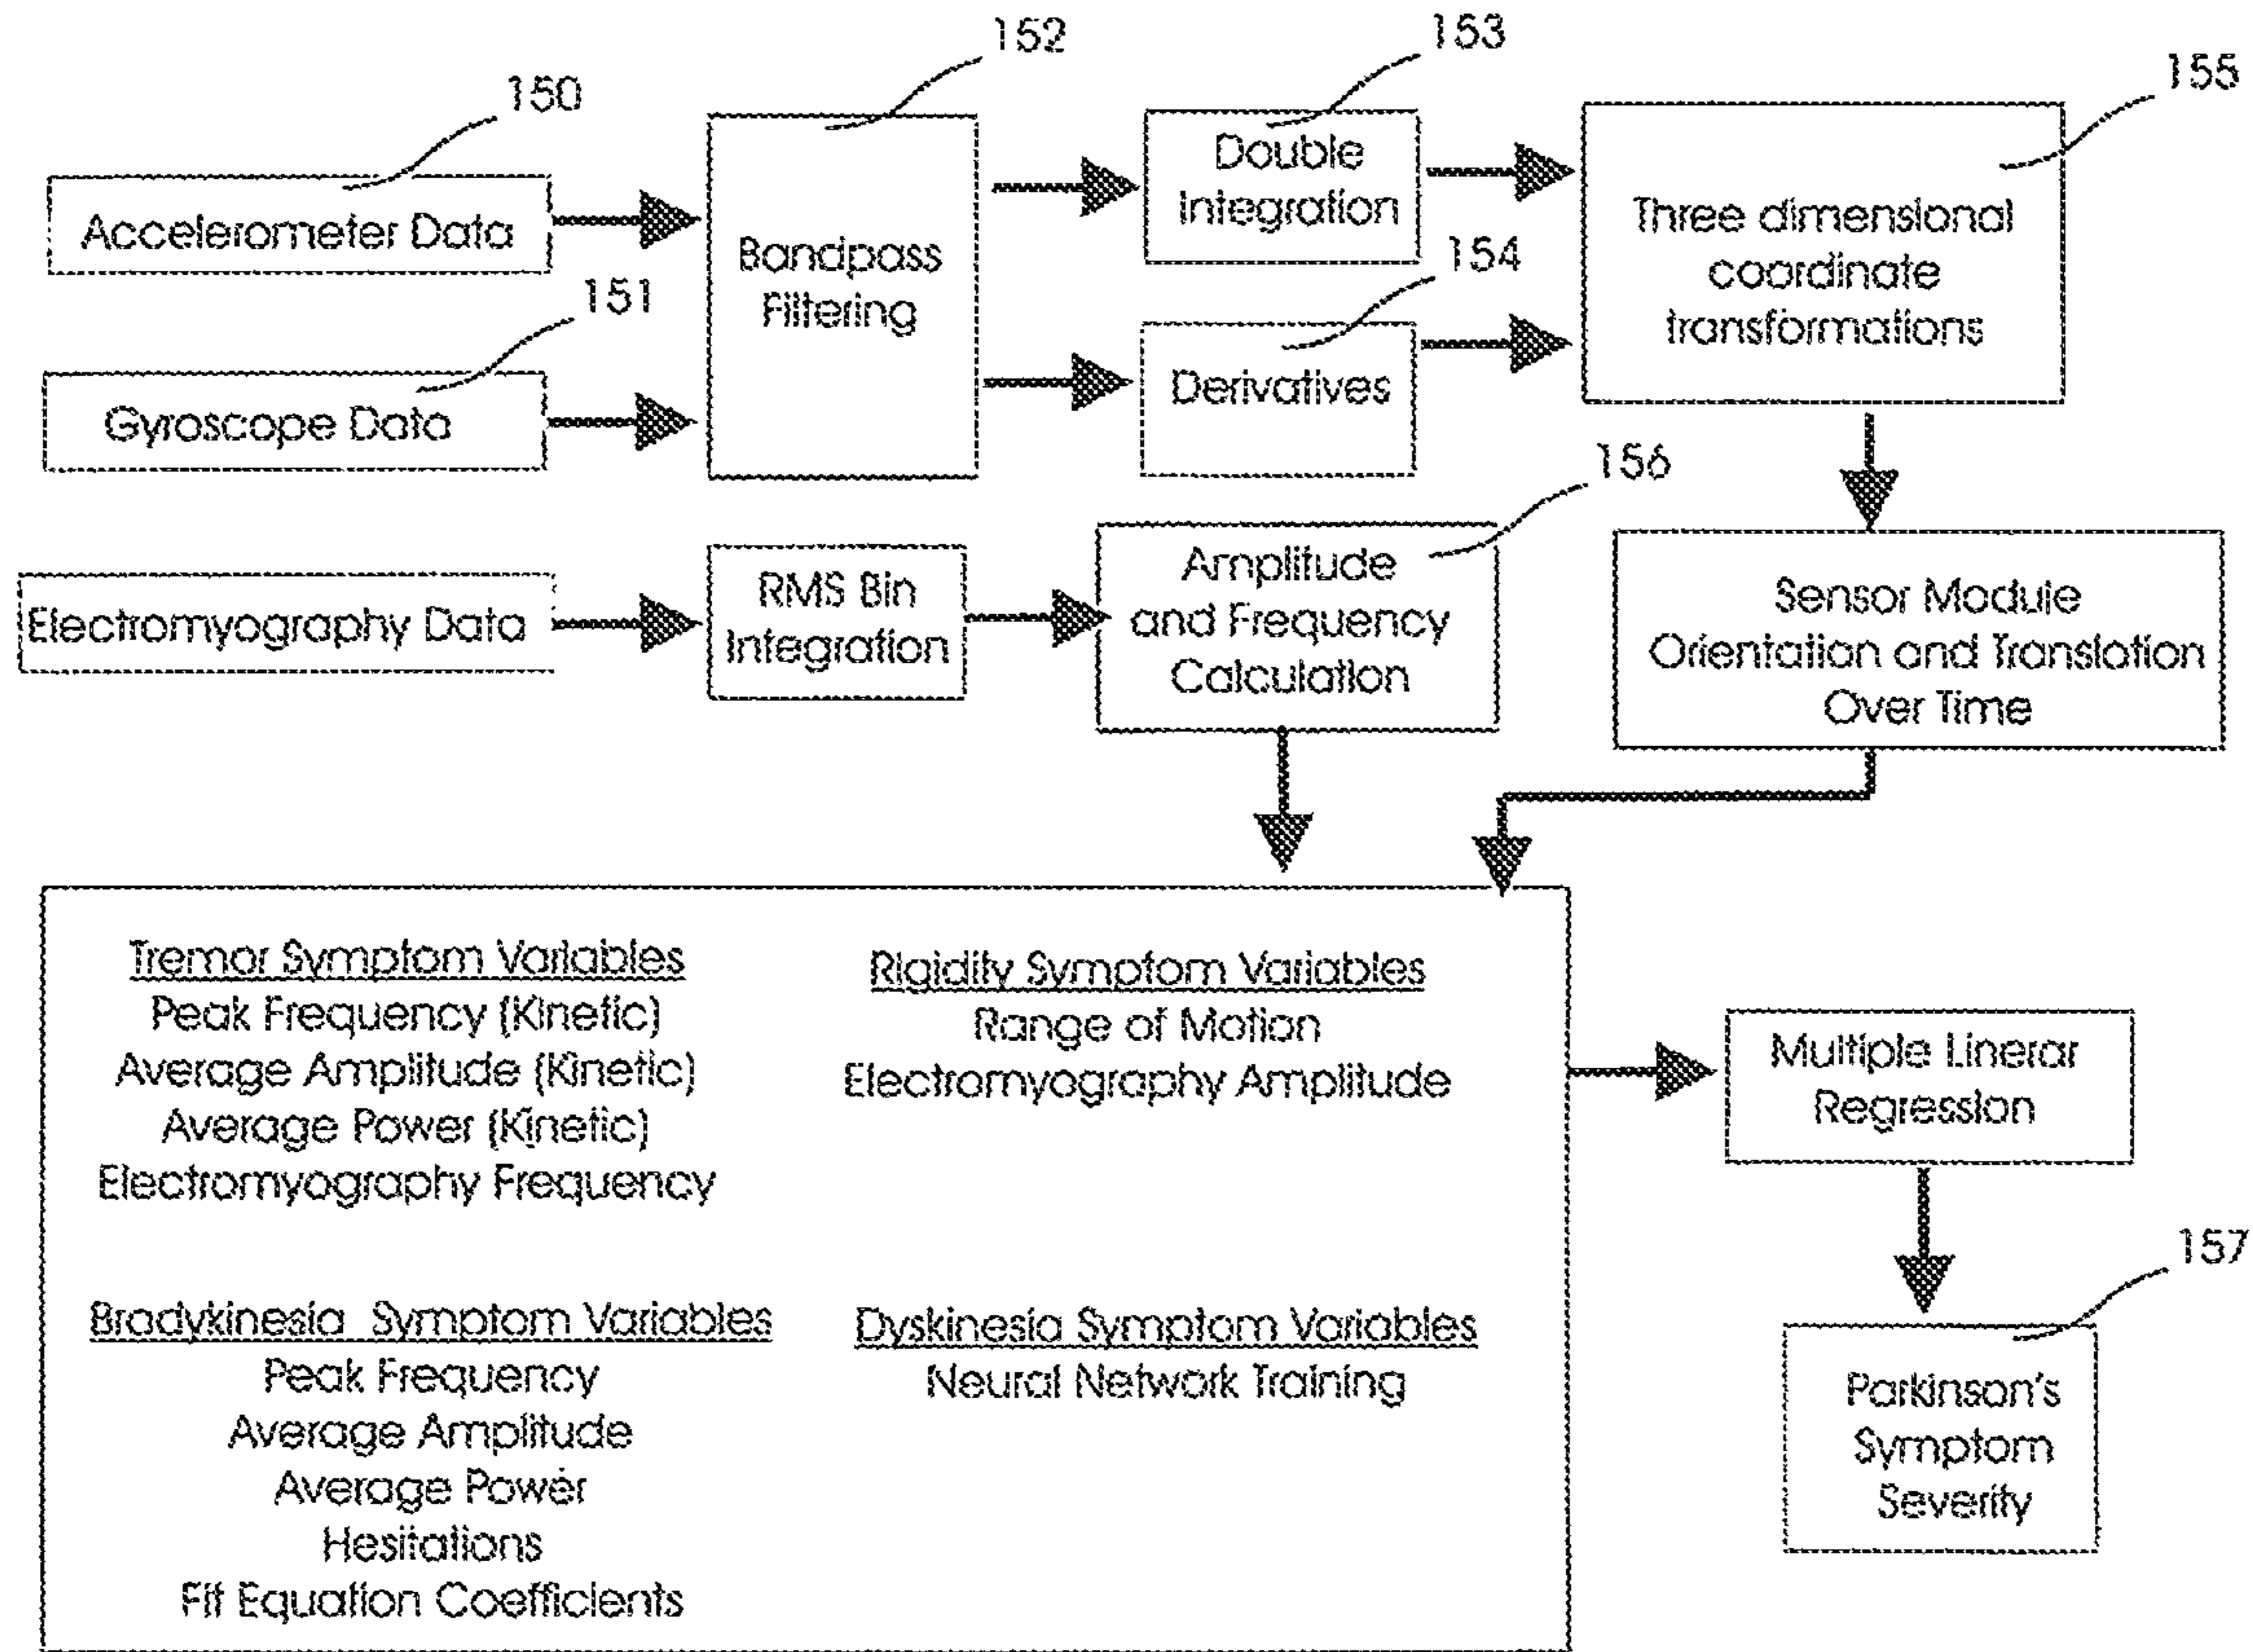 152
153
155
150
Accelerometer Data
Bandpass
Filtering
Double
Integration
Three dimensional
coordinate
transformations
151
Gyroscope Data
154
Derivatives
156
Electromyography Data
RMS Bin
Integration
Amplitude
and Frequency
Calculation
Sensor Module
Orientation and Translation
Over Time
Tremor Symptom Variables
Peak Frequency (Kinetic)
Average Amplitude (Kinetic)
Average Power (Kinetic)
Electromyography Frequency
Rigidity Symptom Variables
Range of Motion
Electromyography Amplitude
Bradykinesia Symptom Variables
Peak Frequency
Average Amplitude
Average Power
Hesitations
Fit Equation Coefficients
Dyskinesia Symptom Variables
Neural Network Training
Multiple Linerar
Regression
157
Parkinson's
Symptom
Severity